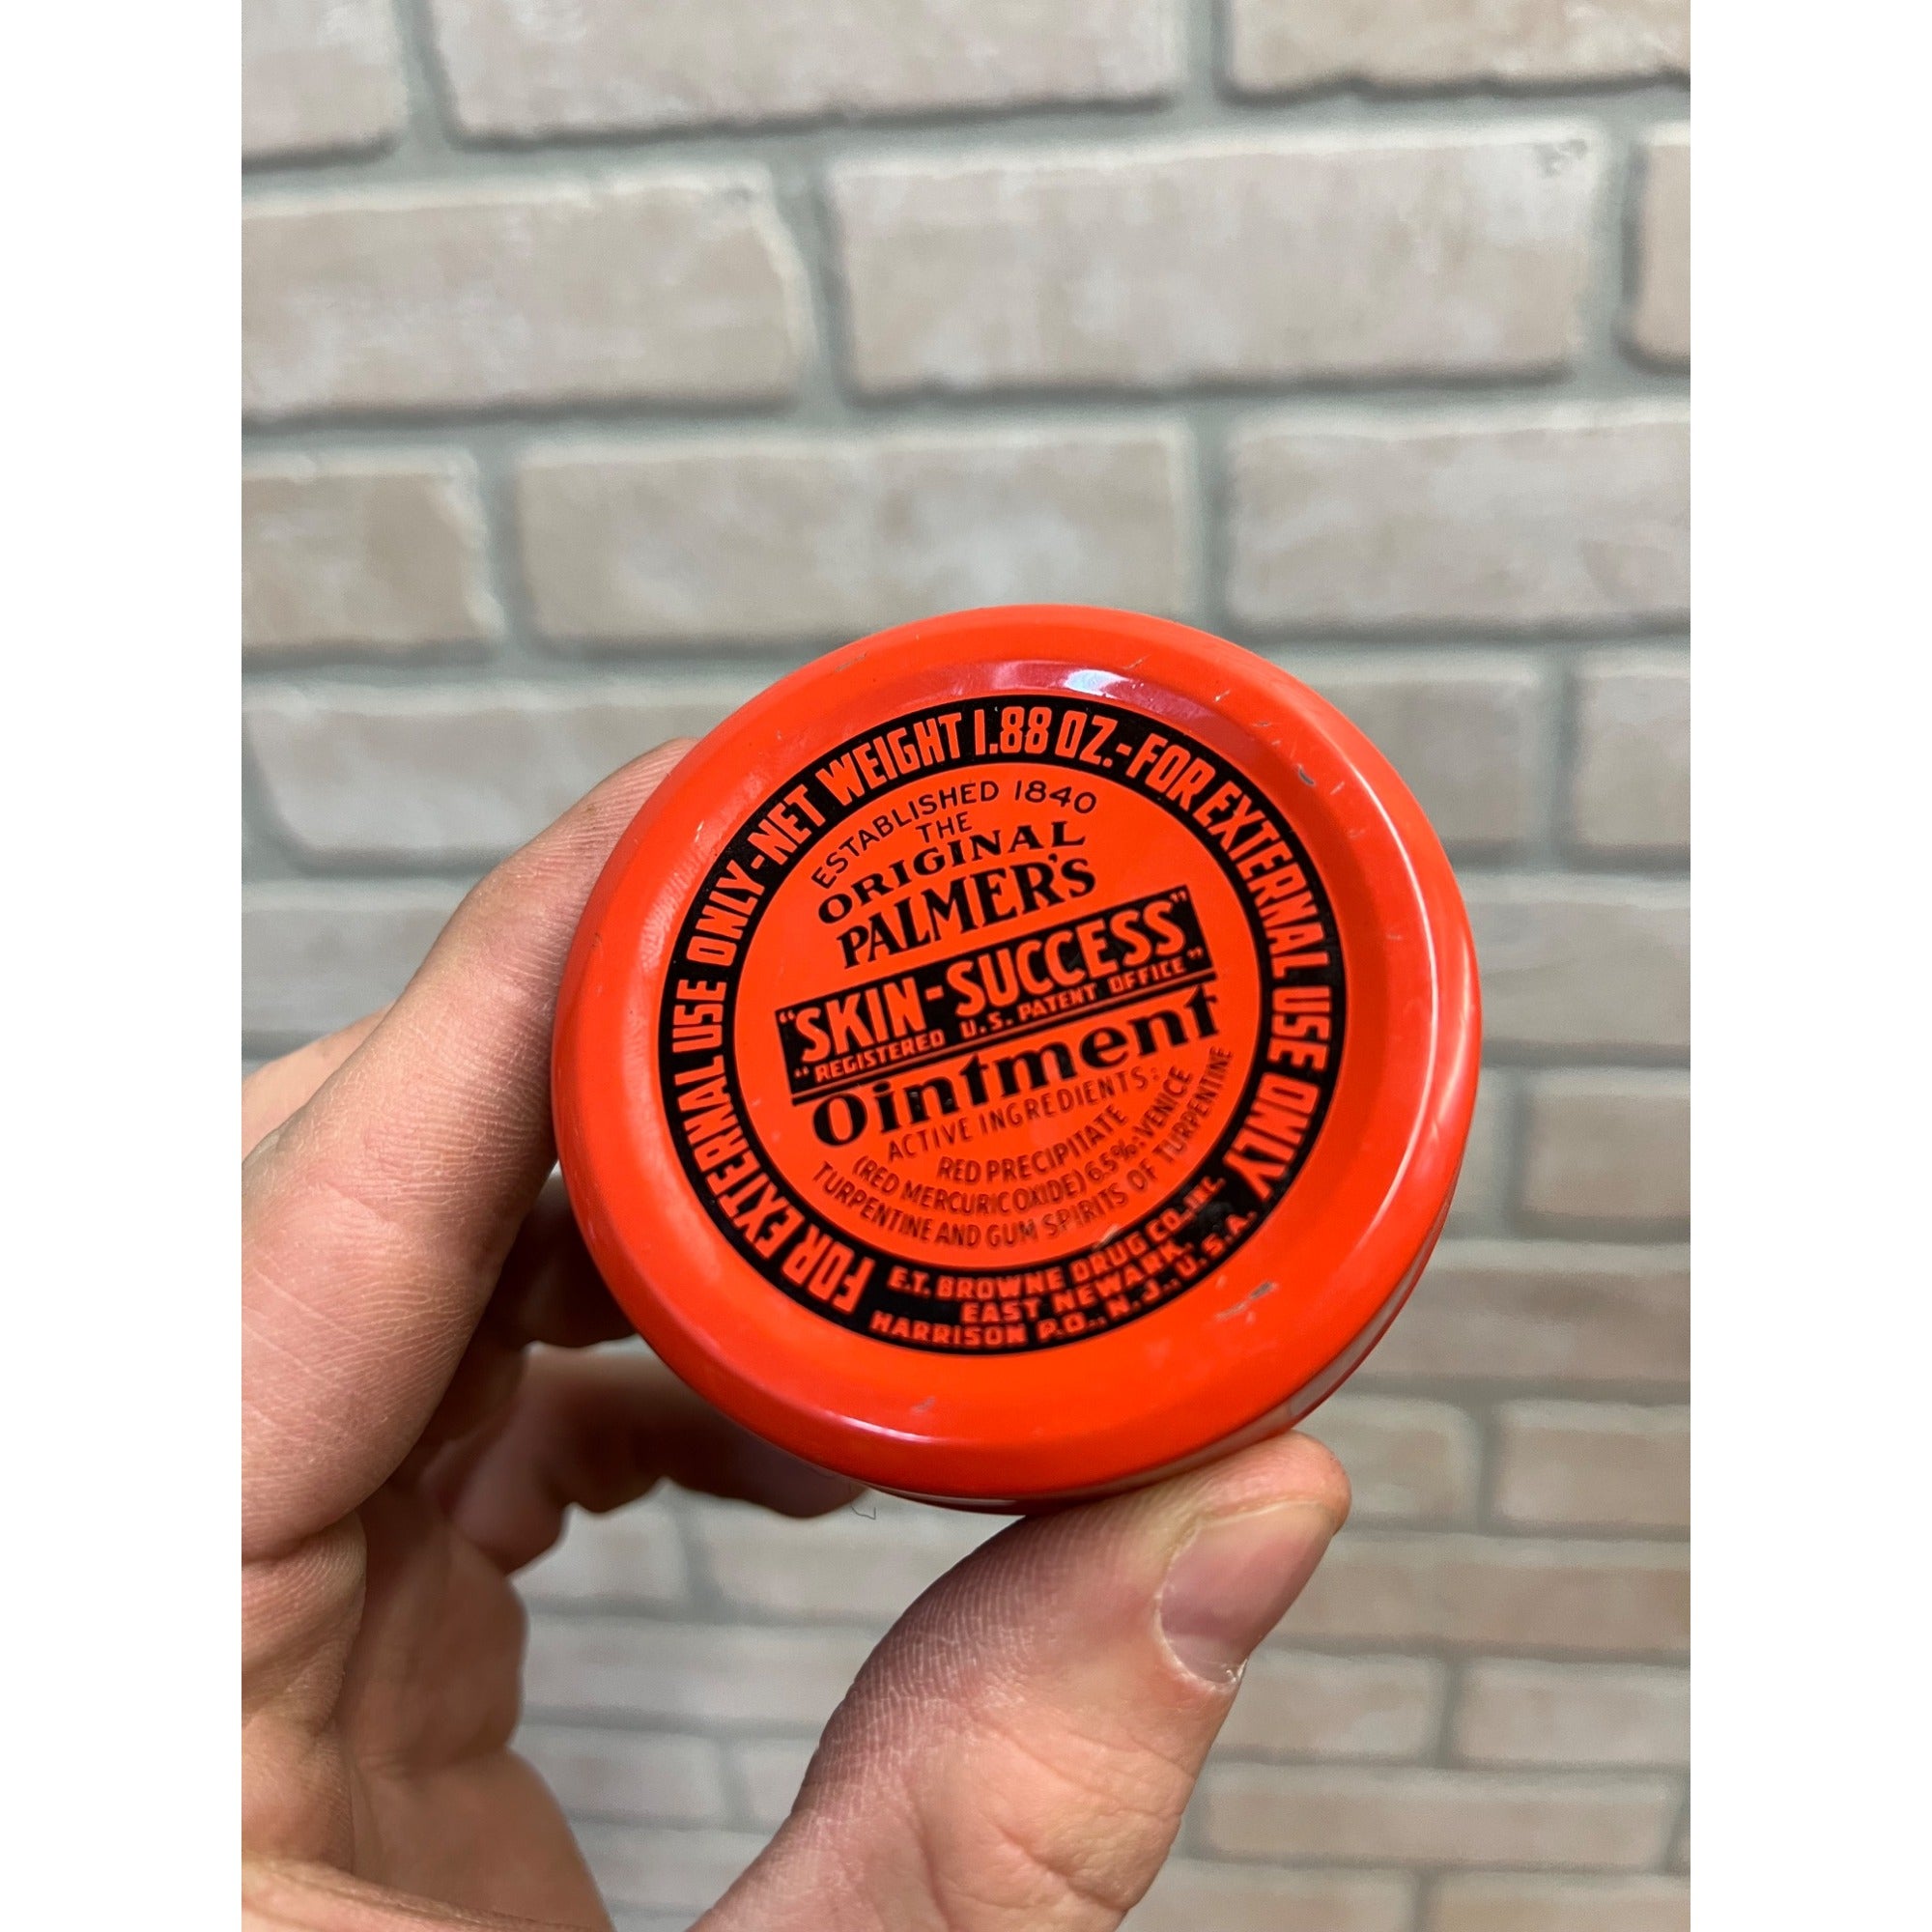 FOR EXTERNAL USE ONLY-NET WEIGHT 1.88 OZ.-FOR EXTERNAL USE ONLY
ESTABLISHED 1840
THE
ORIGINAL
PALMER'S
"SKIN-SUCCESS"
"REGISTERED U.S. PATENT OFFICE"
Ointment
ACTIVE INGREDIENTS:
RED PRECIPITATE
(RED MERCURIC OXIDE) 6.5%:VENICE
TURPENTINE AND GUM SPIRITS OF TURPENTINE
E.T. BROWNE DRUG CO., INC.
EAST NEWARK,
HARRISON P.O., N.J., U.S.A.